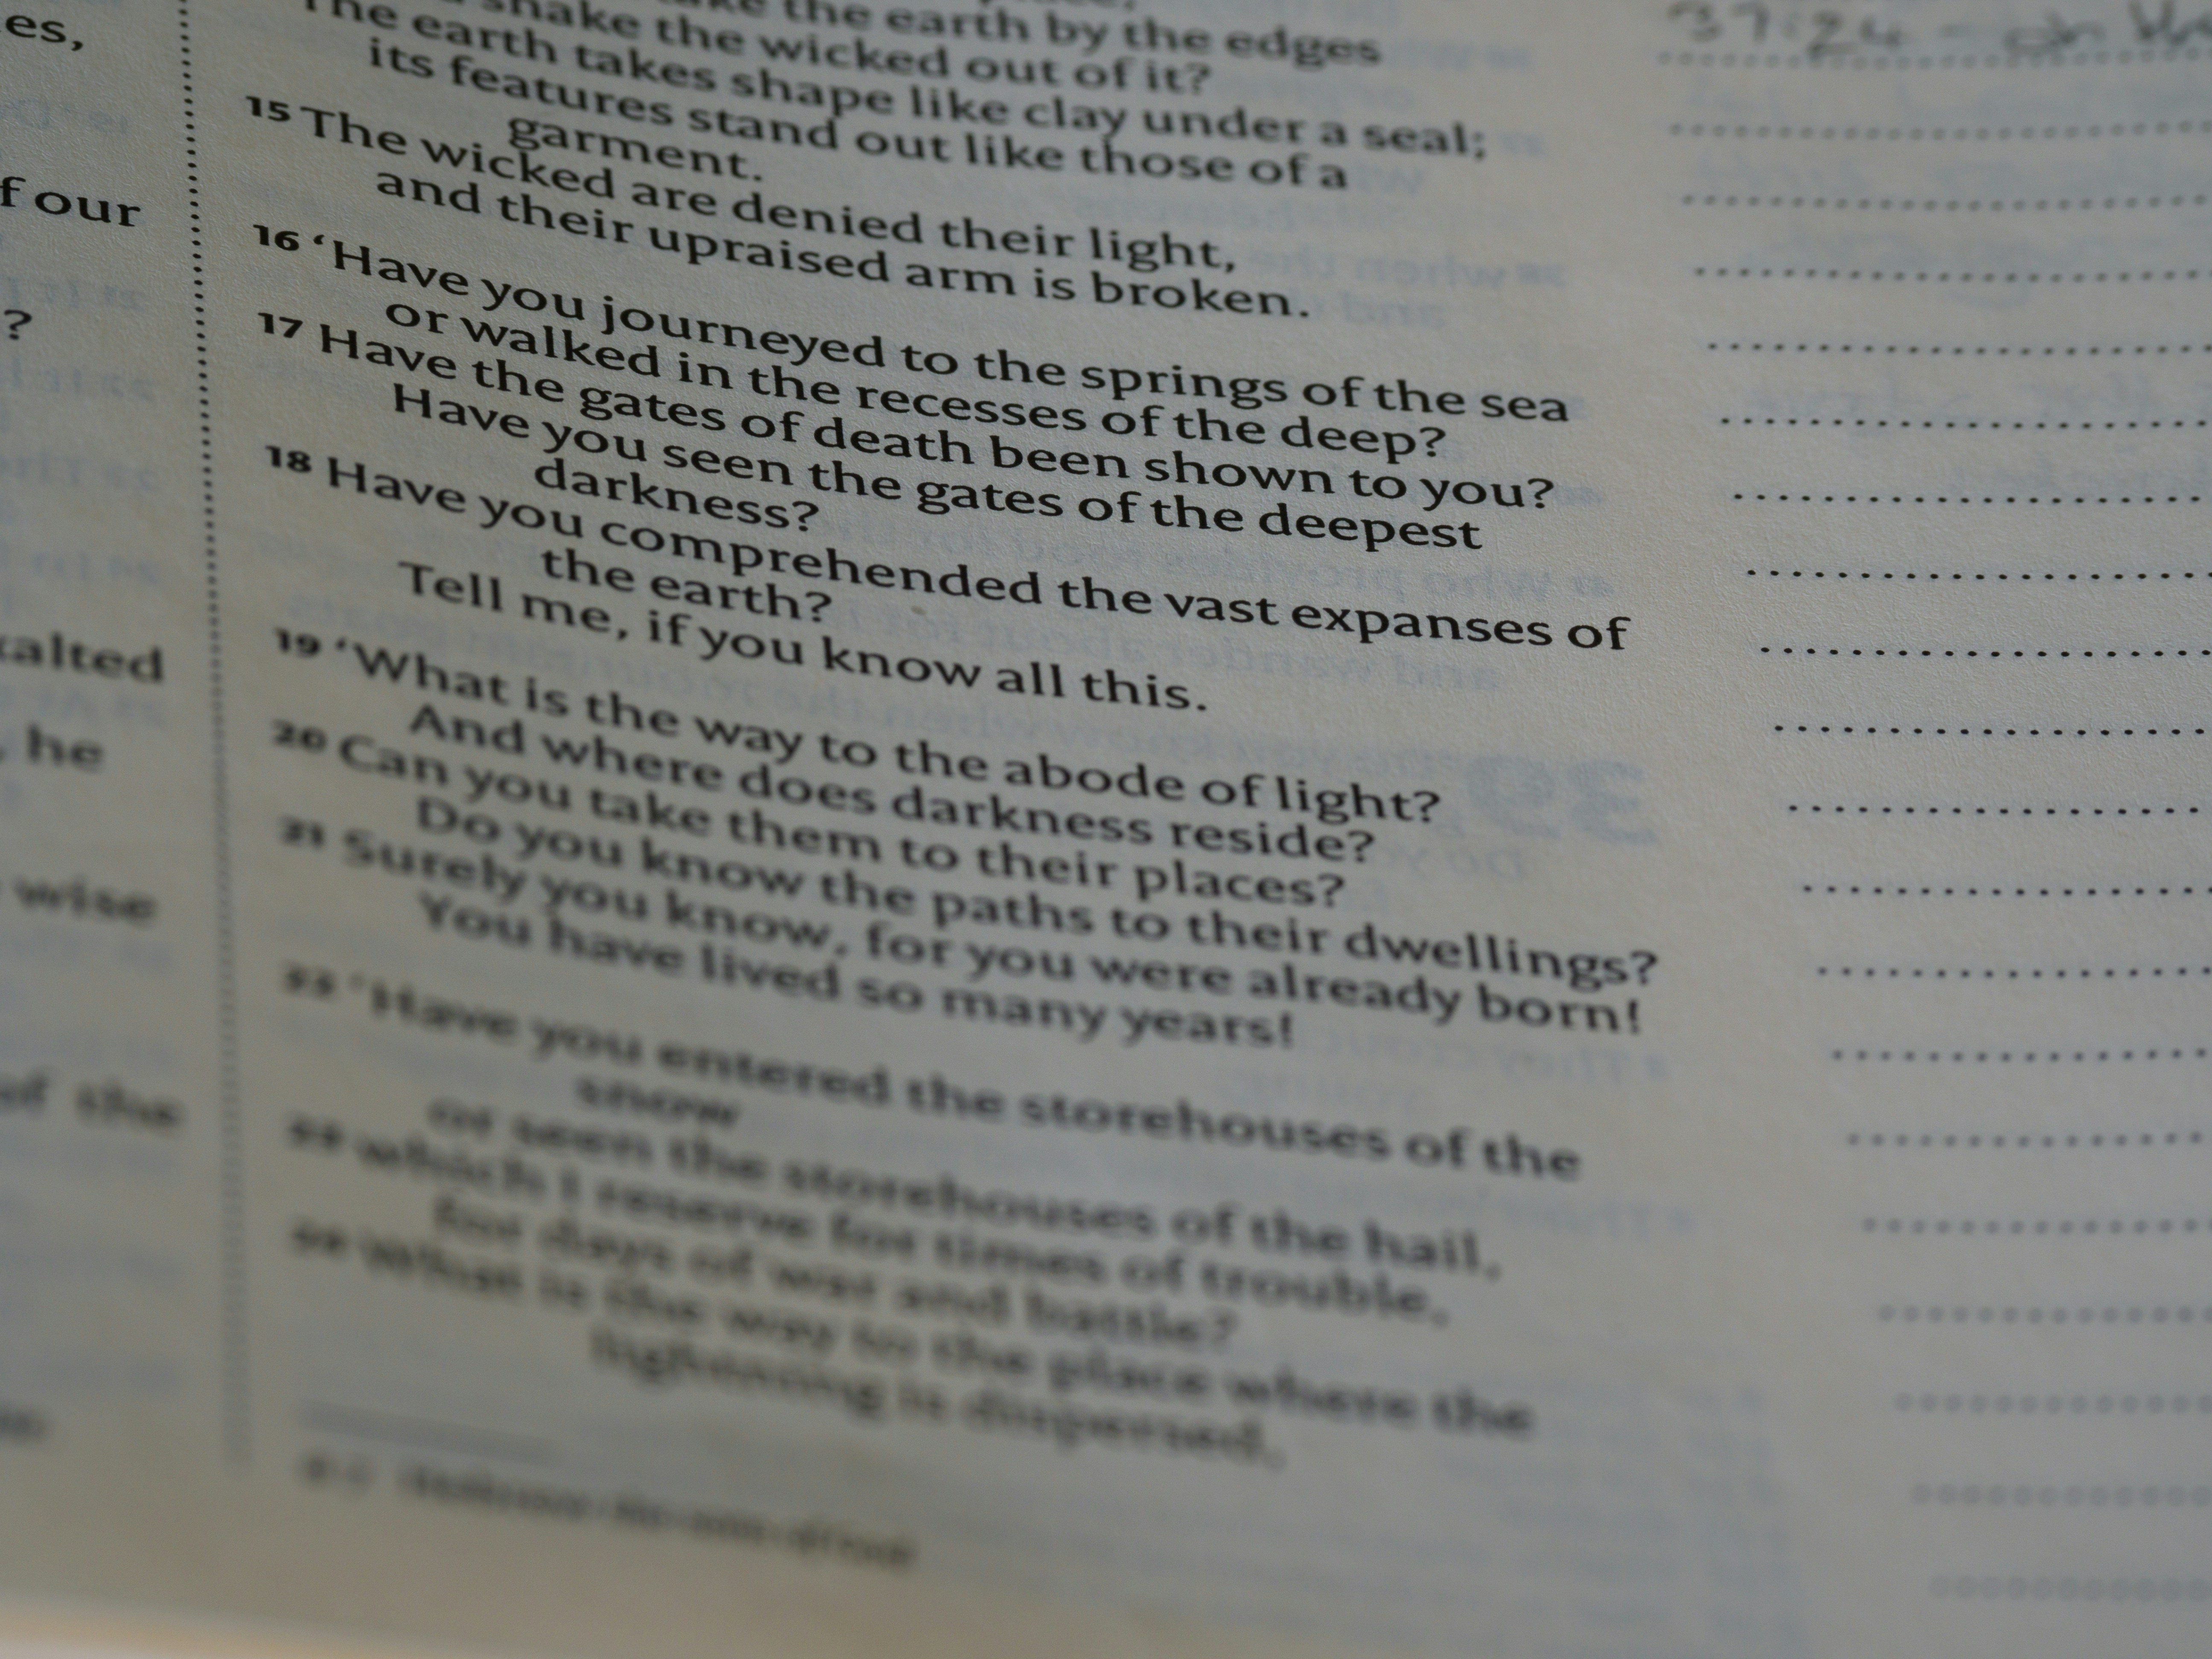 es,
f our
?
alted
, he
wise
of the
the earth by the edges
shake the wicked out of it?
The earth takes shape like clay under a seal;
its features stand out like those of a
garment.
15 The wicked are denied their light,
and their upraised arm is broken.
16 ‘Have you journeyed to the springs of the sea
or walked in the recesses of the deep?
17 Have the gates of death been shown to you?
Have you seen the gates of the deepest
darkness?
18 Have you comprehended the vast expanses of
the earth?
Tell me, if you know all this.
19 ‘What is the way to the abode of light?
And where does darkness reside?
20 Can you take them to their places?
Do you know the paths to their dwellings?
21 Surely you know, for you were already born!
You have lived so many years!
22 ‘Have you entered the storehouses of the
snow
or seen the storehouses of the hail,
23 which I reserve for times of trouble,
for days of war and battle?
24 What is the way to the place where the
lightning is dispersed,
37:24 -